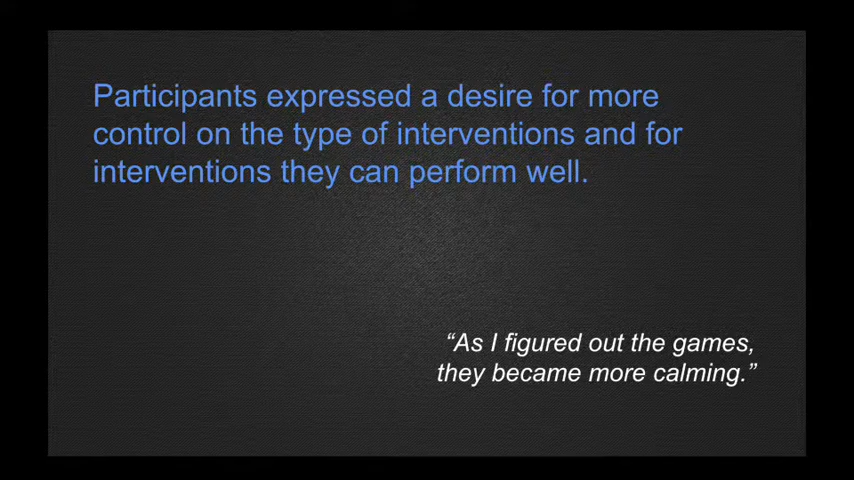 Participants expressed a desire for more
control on the type of interventions and for
interventions they can perform well.
“As I figured out the games,
they became more calming.”